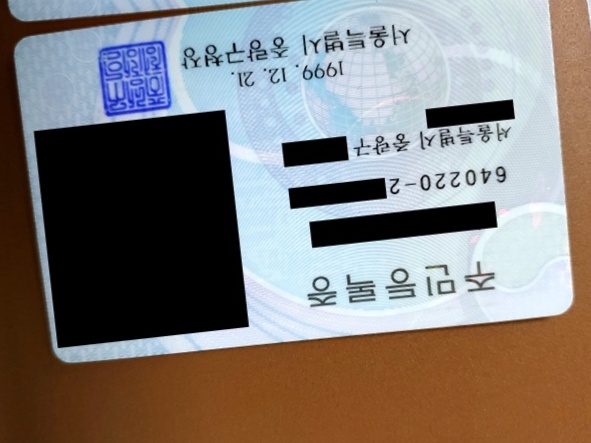 주민등록증
640220-2
서울특별시 중랑구
1999. 12. 21.
서울특별시 중랑구청장